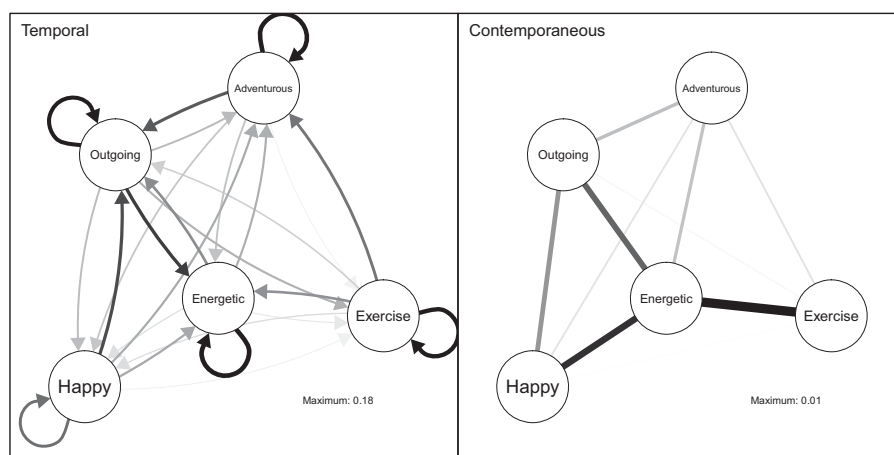 Temporal
Adventurous
Outgoing
Energetic
Exercise
Happy
Maximum: 0.18
Contemporaneous
Adventurous
Outgoing
Energetic
Exercise
Happy
Maximum: 0.01